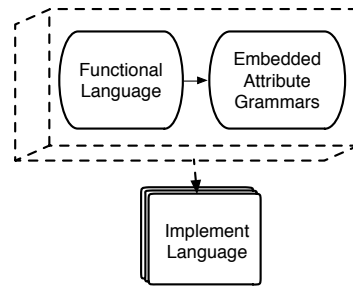 Functional
Language
Embedded
Attribute
Grammars
Implement
Language